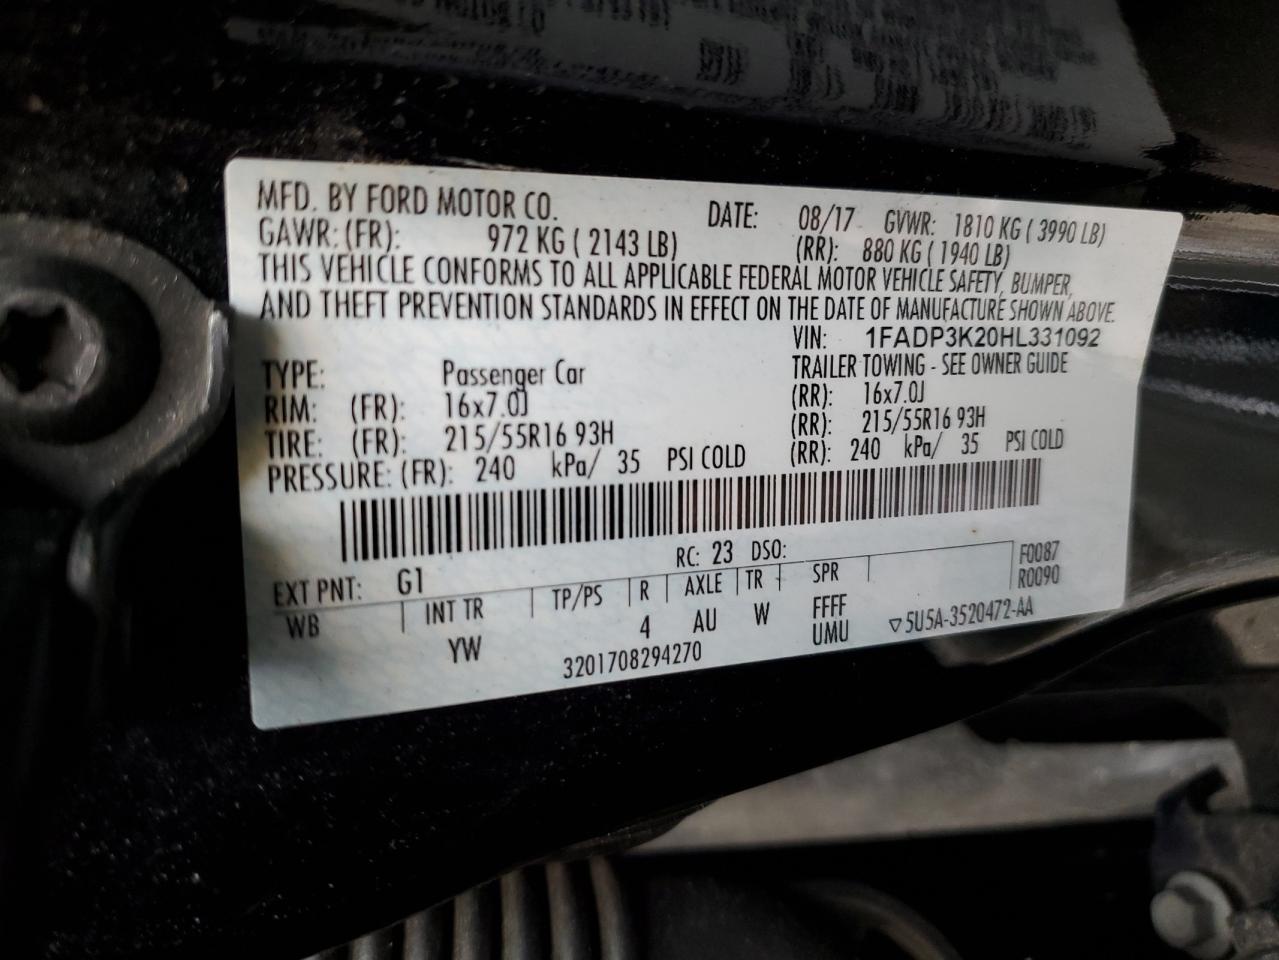 MFD. BY FORD MOTOR CO. DATE: 08/17 GVWR: 1810 KG ( 3990 LB)
GAWR: (FR): 972 KG ( 2143 LB) (RR): 880 KG ( 1940 LB)
THIS VEHICLE CONFORMS TO ALL APPLICABLE FEDERAL MOTOR VEHICLE SAFETY, BUMPER,
AND THEFT PREVENTION STANDARDS IN EFFECT ON THE DATE OF MANUFACTURE SHOWN ABOVE.
VIN: 1FADP3K20HL331092
TYPE: Passenger Car TRAILER TOWING - SEE OWNER GUIDE
RIM: (FR): 16x7.0J (RR): 16x7.0J
TIRE: (FR): 215/55R16 93H (RR): 215/55R16 93H
PRESSURE: (FR): 240 kPa/ 35 PSI COLD (RR): 240 kPa/ 35 PSI COLD
RC: 23 DSO: F0087
EXT PNT: G1 R0090
WB INT TR TP/PS R AXLE TR SPR
YW 4 AU W FFFF ▽5U5A-3520472-AA
UMU
3201708294270